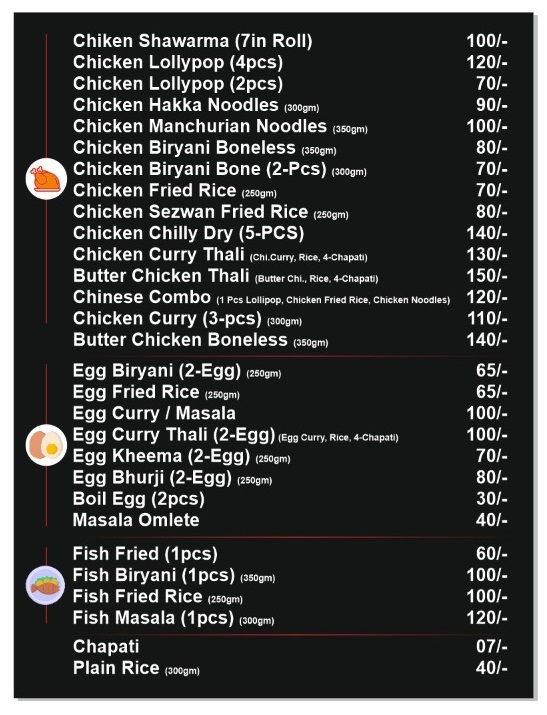 Chiken Shawarma (7in Roll) 100/-
Chicken Lollypop (4pcs) 120/-
Chicken Lollypop (2pcs) 70/-
Chicken Hakka Noodles (300gm) 90/-
Chicken Manchurian Noodles (350gm) 100/-
Chicken Biryani Boneless (350gm) 80/-
Chicken Biryani Bone (2-Pcs) (300gm) 70/-
Chicken Fried Rice (250gm) 70/-
Chicken Sezwan Fried Rice (250gm) 80/-
Chicken Chilly Dry (5-PCS) 140/-
Chicken Curry Thali (Chi.Curry, Rice, 4-Chapati) 130/-
Butter Chicken Thali (Butter Chi., Rice, 4-Chapati) 150/-
Chinese Combo (1 Pcs Lollipop, Chicken Fried Rice, Chicken Noodles) 120/-
Chicken Curry (3-pcs) (300gm) 110/-
Butter Chicken Boneless (350gm) 140/-
Egg Biryani (2-Egg) (250gm) 65/-
Egg Fried Rice (250gm) 65/-
Egg Curry / Masala 100/-
Egg Curry Thali (2-Egg) (Egg Curry, Rice, 4-Chapati) 100/-
Egg Kheema (2-Egg) (250gm) 70/-
Egg Bhurji (2-Egg) (250gm) 80/-
Boil Egg (2pcs) 30/-
Masala Omlete 40/-
Fish Fried (1pcs) 60/-
Fish Biryani (1pcs) (350gm) 100/-
Fish Fried Rice (250gm) 100/-
Fish Masala (1pcs) (300gm) 120/-
Chapati 07/-
Plain Rice (300gm) 40/-